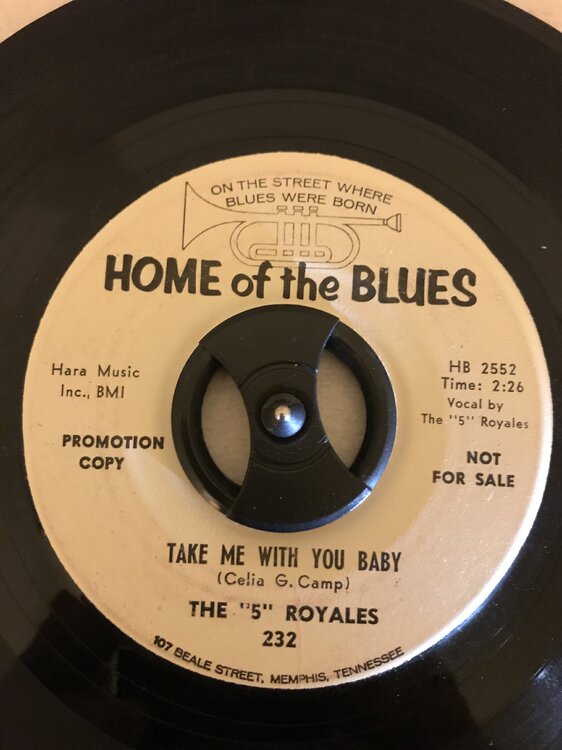 ON THE STREET WHERE
BLUES WERE BORN
HOME of the BLUES
Hara Music
Inc., BMI
PROMOTION
COPY
HB 2552
Time: 2:26
Vocal by
The "5" Royales
NOT
FOR SALE
TAKE ME WITH YOU BABY
(Celia G. Camp)
THE "5" ROYALES
232
107 BEALE STREET, MEMPHIS, TENNESSEE